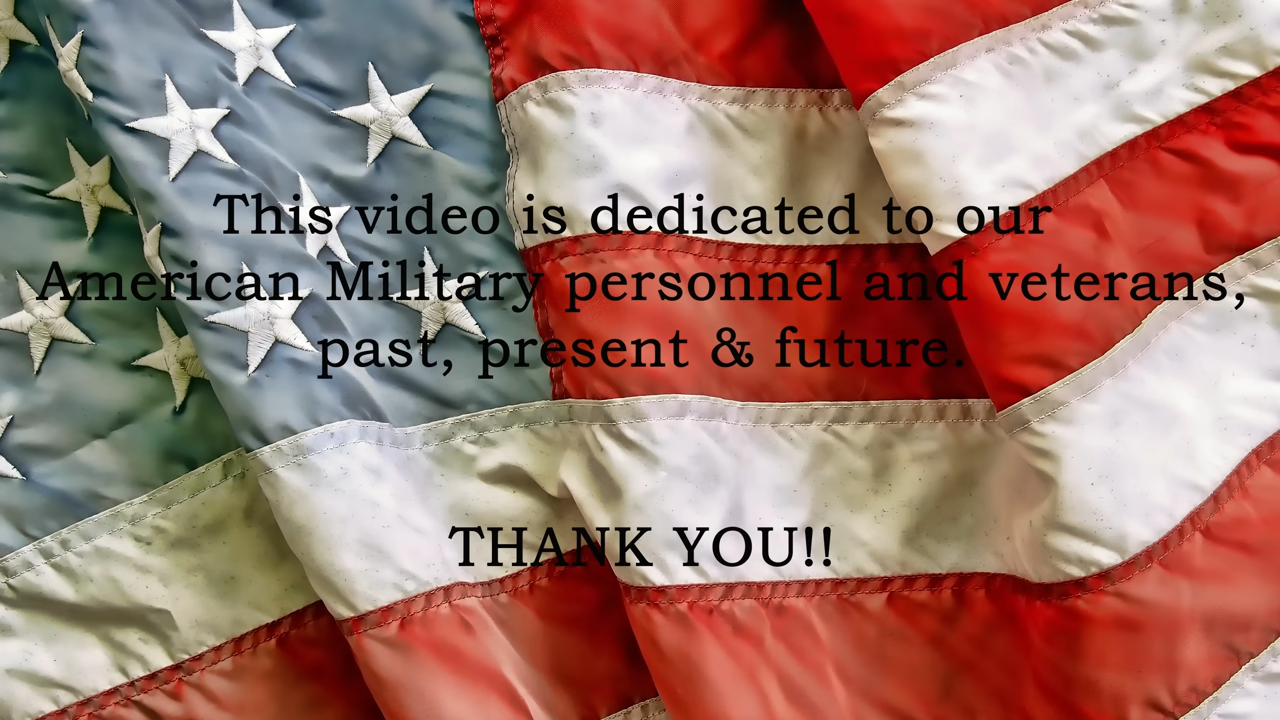 This video is dedicated to our
American Military personnel and veterans,
past, present & future.
THANK YOU!!